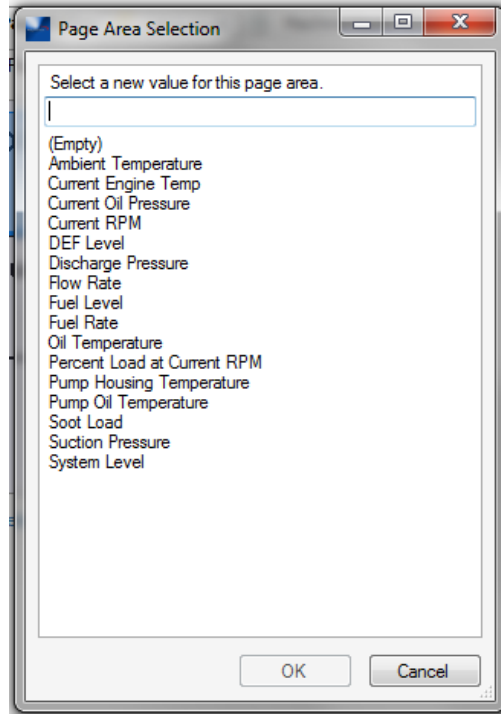 Page Area Selection
Select a new value for this page area.
(Empty)
Ambient Temperature
Current Engine Temp
Current Oil Pressure
Current RPM
DEF Level
Discharge Pressure
Flow Rate
Fuel Level
Fuel Rate
Oil Temperature
Percent Load at Current RPM
Pump Housing Temperature
Pump Oil Temperature
Soot Load
Suction Pressure
System Level
OK
Cancel